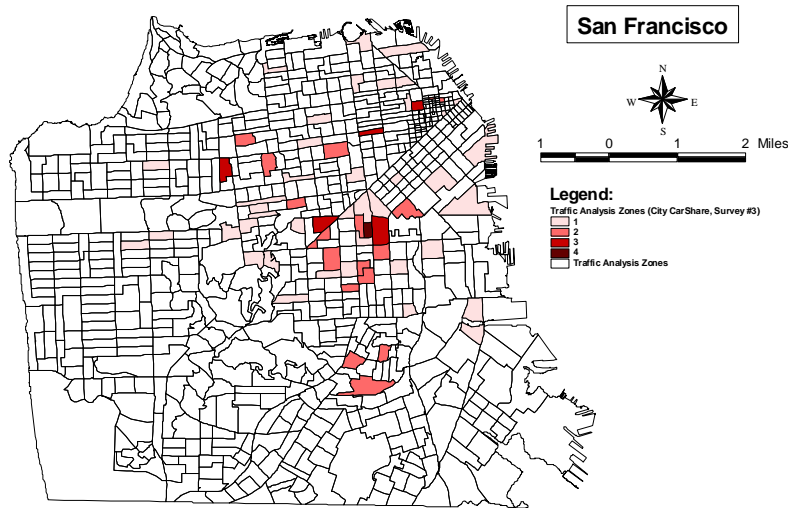 San Francisco
N
W E
S
1 0 1 2 Miles
Legend:
Traffic Analysis Zones (City CarShare, Survey #3)
1
2
3
4
Traffic Analysis Zones